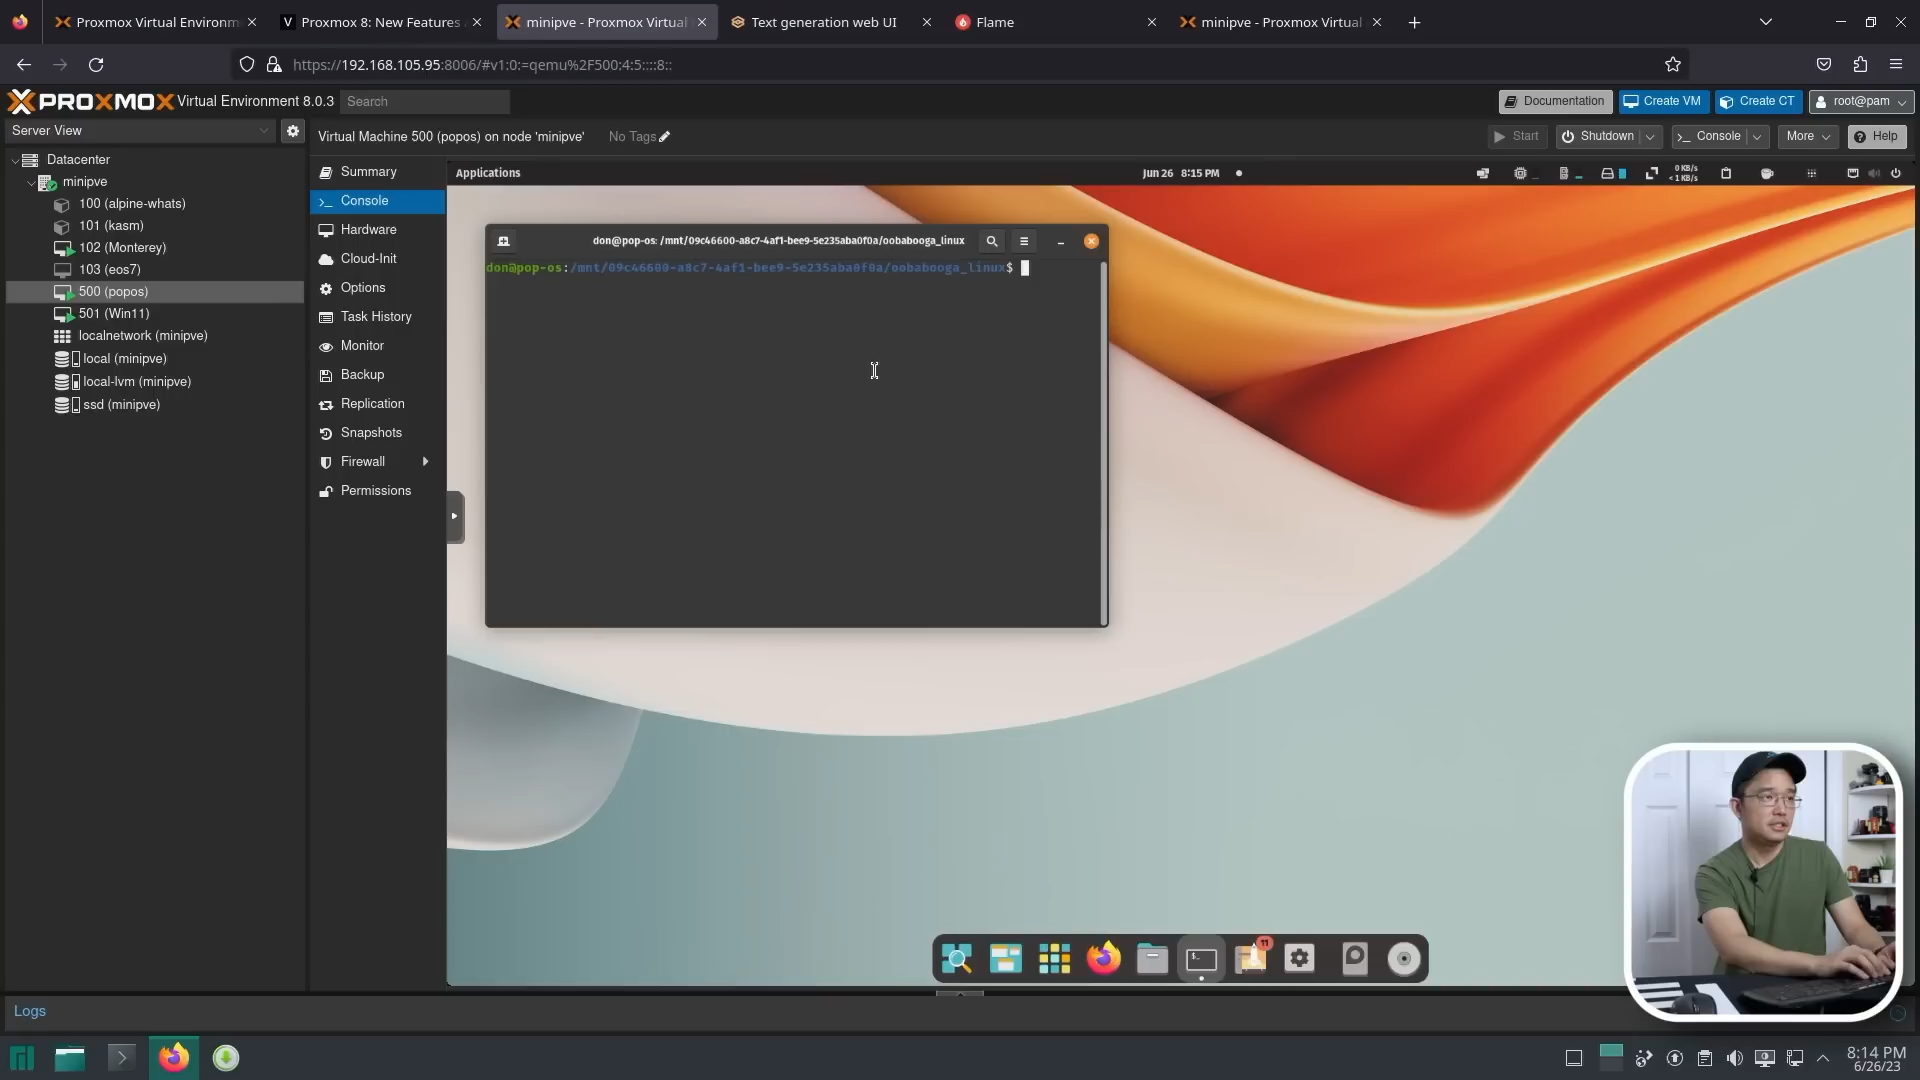 Proxmox Virtual Environm
Proxmox 8: New Features
minipve - Proxmox Virtual
Text generation web UI
Flame
minipve - Proxmox Virtual
https://192.168.105.95:8006/#v1:0:=qemu%2F500:4:5::::8::
PROXMOX Virtual Environment 8.0.3 Search
Documentation Create VM Create CT root@pam
Server View
Virtual Machine 500 (popos) on node 'minipve' No Tags
Start Shutdown Console More Help
Datacenter
minipve
100 (alpine-whats)
101 (kasm)
102 (Monterey)
103 (eos7)
500 (popos)
501 (Win11)
localnetwork (minipve)
local (minipve)
local-lvm (minipve)
ssd (minipve)
Summary
Console
Hardware
Cloud-Init
Options
Task History
Monitor
Backup
Replication
Snapshots
Firewall
Permissions
Applications
Jun 26 8:15 PM
0 KB/s
< 1 KB/s
don@pop-os: /mnt/09c46600-a8c7-4af1-bee9-5e235aba0f0a/oobabooga_linux
don@pop-os:/mnt/09c46600-a8c7-4af1-bee9-5e235aba0f0a/oobabooga_linux$
11
Logs
8:14 PM
6/26/23